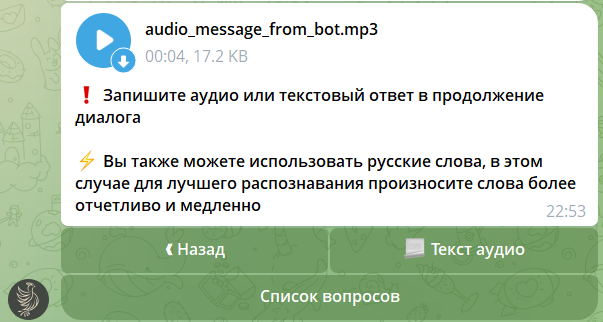 audio_message_from_bot.mp3
00:04, 17.2 KB
❗ Запишите аудио или текстовый ответ в продолжение
диалога
⚡ Вы также можете использовать русские слова, в этом
случае для лучшего распознавания произносите слова более
отчетливо и медленно
22:53
‹ Назад
Текст аудио
Список вопросов